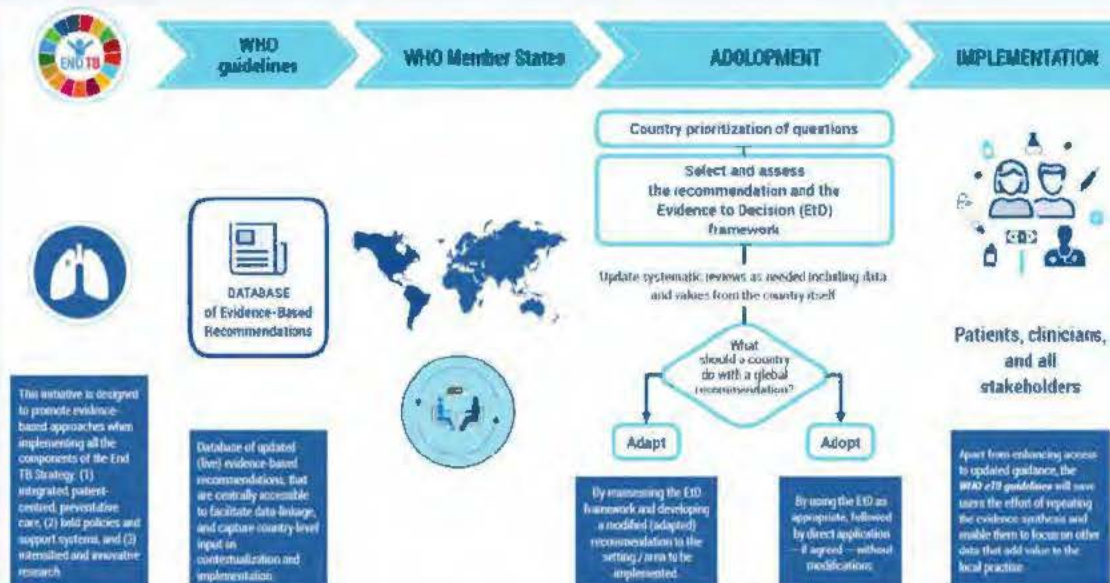 END TB
WHO
guidelines
WHO Member States
ADOLOPMENT
IMPLEMENTATION
Country prioritization of questions
Select and assess
the recommendation and the
Evidence to Decision (EtD)
framework
Update systematic reviews as needed including data
and values from the country itself
What
should a country
do with a global
recommendation?
Adapt
Adopt
DATABASE
of Evidence-Based
Recommendations
Patients, clinicians,
and all
stakeholders
This initiative is designed
to promote evidence-
based approaches when
implementing all the
components of the End
TB Strategy: (1)
integrated patient-
centred, preventative
care, (2) bold policies and
support systems, and (3)
intensified and innovative
research
Database of updated
(live) evidence-based
recommendations, that
are centrally accessible
to facilitate data-linkage,
and capture country-level
input on
contextualization and
implementation
By reassessing the EtD
framework and developing
a modified (adapted)
recommendation to the
setting / area to be
implemented
By using the EtD as
appropriate, followed
by direct application
– if agreed – without
modifications
Apart from enhancing access
to updated guidance, the
WHO eTB guidelines will save
users the effort of repeating
the evidence synthesis and
enable them to focus on other
data that add value to the
local practise